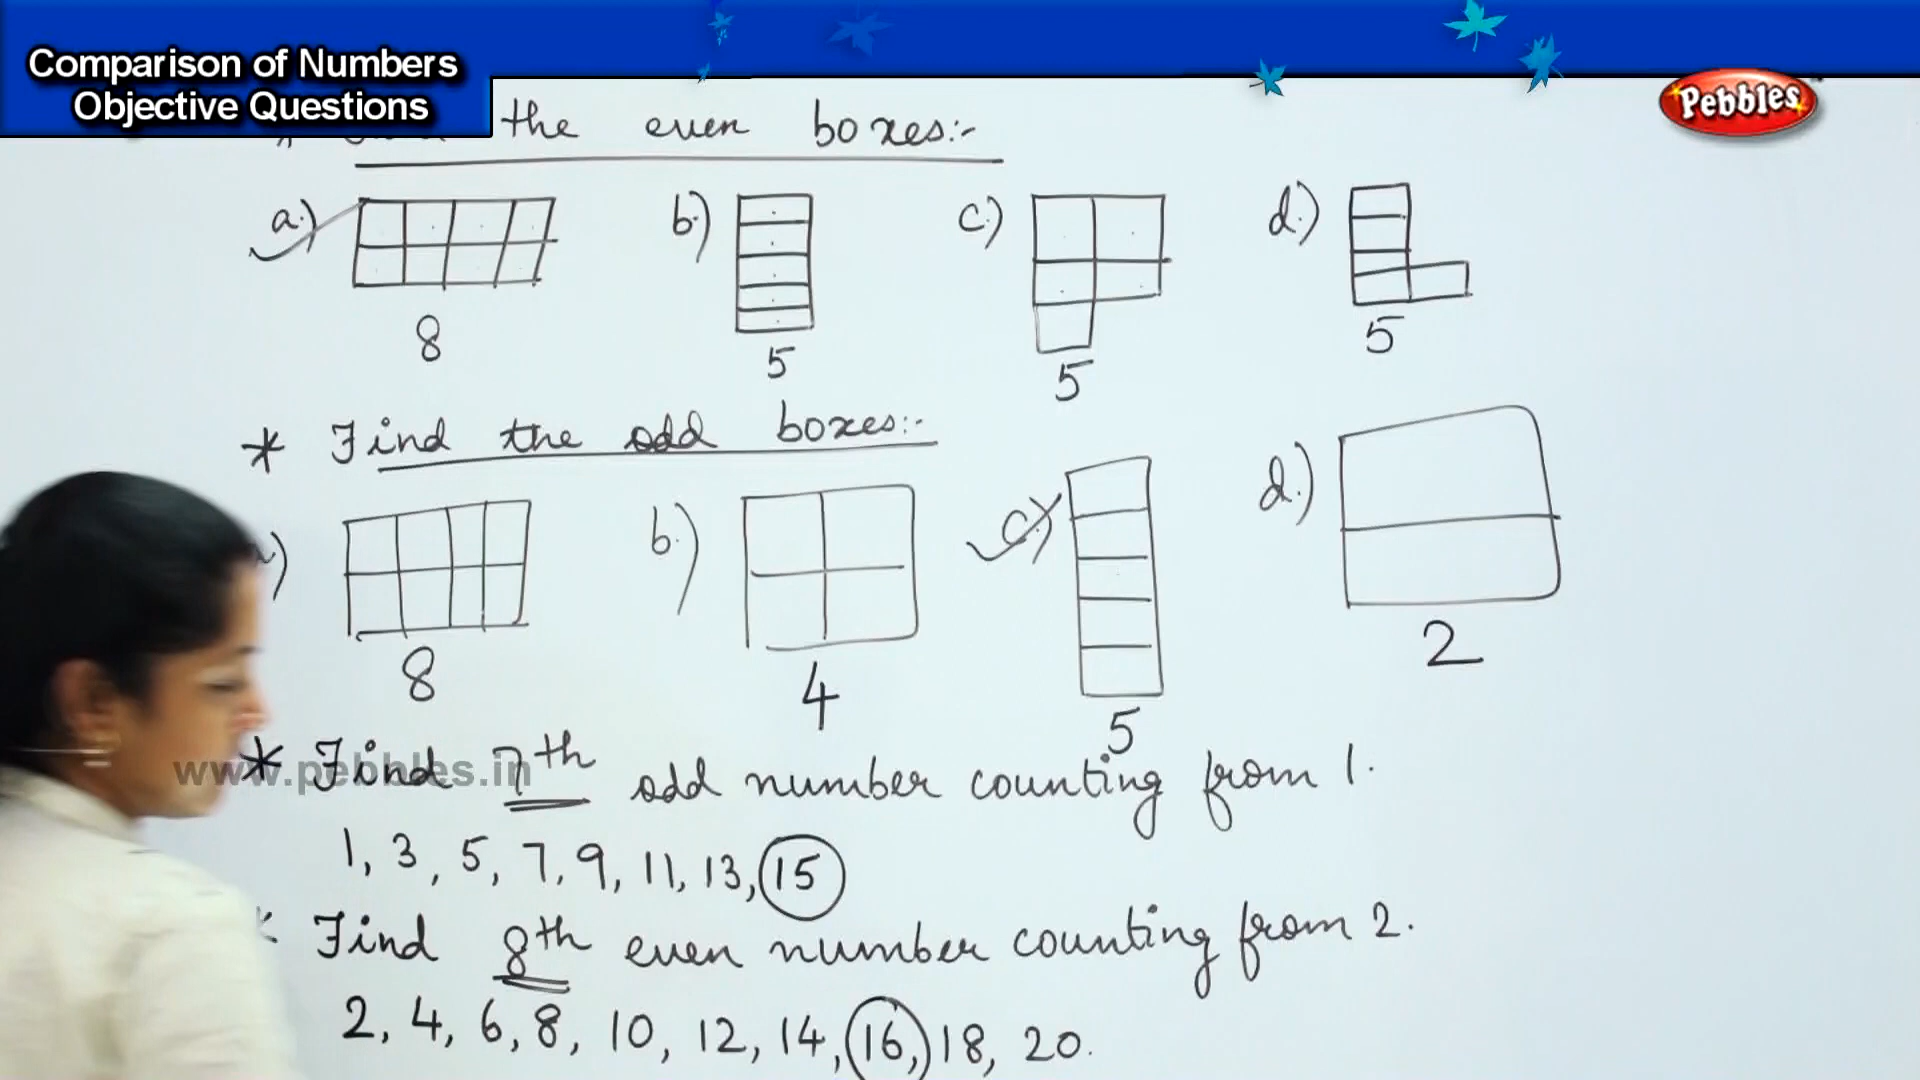 Comparison of Numbers
Objective Questions
Pebbles
the even boxes:-
a.) b.) c.) d.)
8 5 5 5
* Find the odd boxes:-
b.) c.) d.)
8 4 5 2
www.pebbles.in
* Find 7th odd number counting from 1.
1, 3, 5, 7, 9, 11, 13, 15
* Find 8th even number counting from 2.
2, 4, 6, 8, 10, 12, 14, 16, 18, 20.